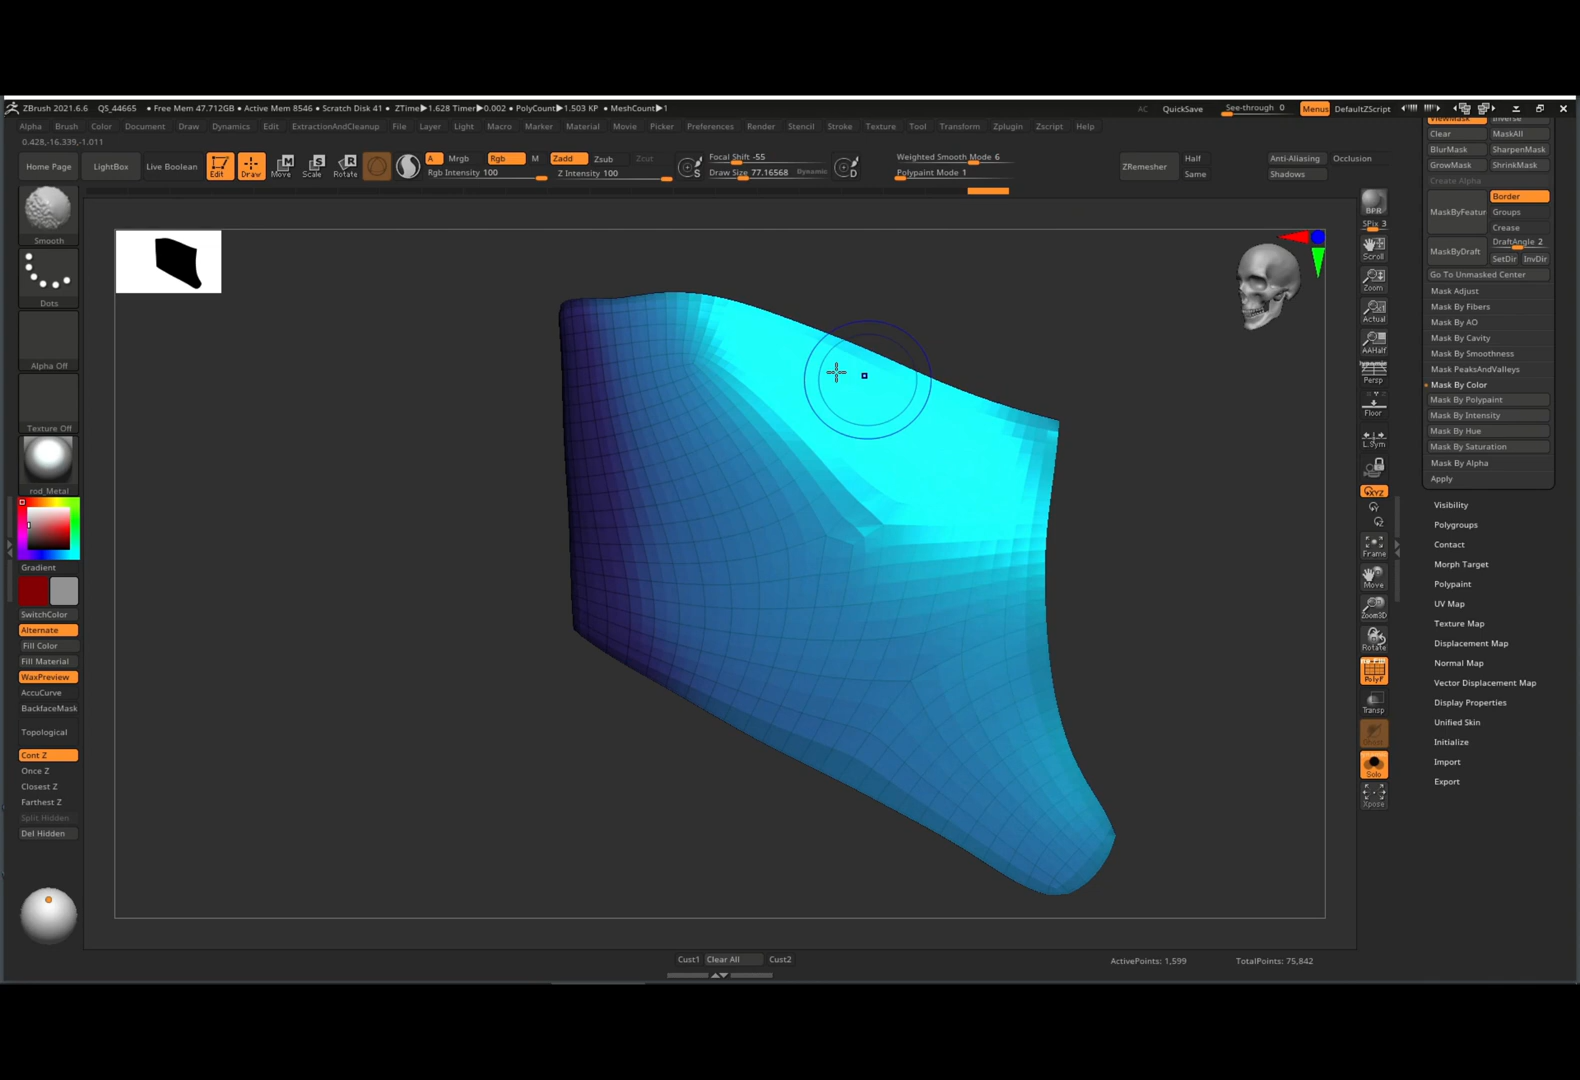 ZBrush 2021.6.6 QS_44665 • Free Mem 47.712GB • Active Mem 8546 • Scratch Disk 41 • ZTime▶1.628 Timer▶0.002 • PolyCount▶1.503 KP • MeshCount▶1 AC QuickSave See-through 0 Menus DefaultZScript
Alpha Brush Color Document Draw Dynamics Edit ExtractionAndCleanup File Layer Light Macro Marker Material Movie Picker Preferences Render Stencil Stroke Texture Tool Transform Zplugin Zscript Help
0.428,-16.339,-1.011
Home Page LightBox Live Boolean Edit Draw Move Scale Rotate
A Mrgb Rgb M Zadd Zsub Zcut
Rgb Intensity 100 Z Intensity 100
Focal Shift -55
Draw Size 77.16568 Dynamic
Weighted Smooth Mode 6
Polypaint Mode 1
ZRemesher Half
Same
Anti-Aliasing Occlusion
Shadows
Smooth
Dots
Alpha Off
Texture Off
rod_Metal
Gradient
SwitchColor
Alternate
Fill Color
Fill Material
WaxPreview
AccuCurve
BackfaceMask
Topological
Cont Z
Once Z
Closest Z
Farthest Z
Split Hidden
Del Hidden
S
D
BPR
SPix 3
Scroll
Zoom
Actual
AAHalf
Dynamic
Persp
Floor
L.Sym
XYZ
Frame
Move
Zoom3D
Rotate
PolyF
Transp
Solo
Xpose
ViewMask Inverse
Clear MaskAll
BlurMask SharpenMask
GrowMask ShrinkMask
Create Alpha
MaskByFeatur Border
Groups
Crease
MaskByDraft DraftAngle 2
SetDir InvDir
Go To Unmasked Center
Mask Adjust
Mask By Fibers
Mask By AO
Mask By Cavity
Mask By Smoothness
Mask PeaksAndValleys
Mask By Color
Mask By Polypaint
Mask By Intensity
Mask By Hue
Mask By Saturation
Mask By Alpha
Apply
Visibility
Polygroups
Contact
Morph Target
Polypaint
UV Map
Texture Map
Displacement Map
Normal Map
Vector Displacement Map
Display Properties
Unified Skin
Initialize
Import
Export
Cust1 Clear All Cust2
ActivePoints: 1,599 TotalPoints: 75,842